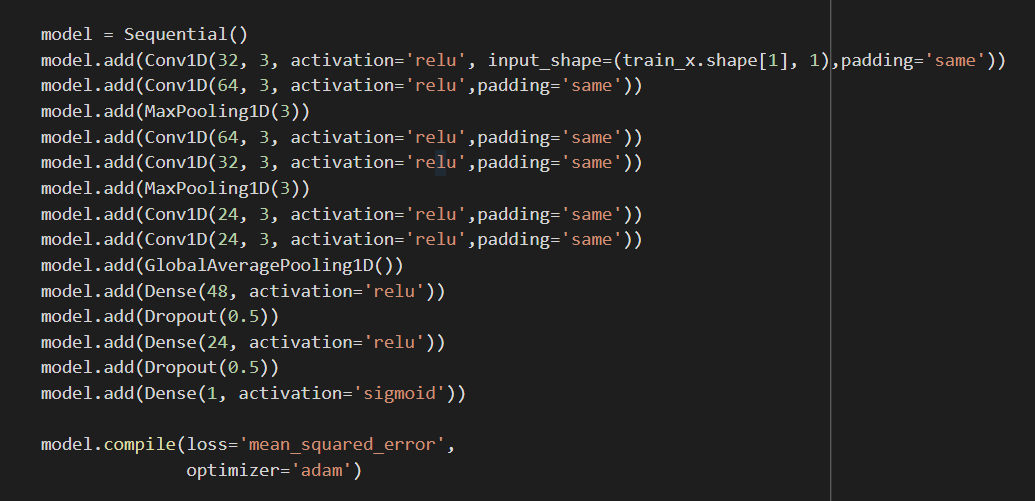 model = Sequential()
model.add(Conv1D(32, 3, activation='relu', input_shape=(train_x.shape[1], 1),padding='same'))
model.add(Conv1D(64, 3, activation='relu',padding='same'))
model.add(MaxPooling1D(3))
model.add(Conv1D(64, 3, activation='relu',padding='same'))
model.add(Conv1D(32, 3, activation='relu',padding='same'))
model.add(MaxPooling1D(3))
model.add(Conv1D(24, 3, activation='relu',padding='same'))
model.add(Conv1D(24, 3, activation='relu',padding='same'))
model.add(GlobalAveragePooling1D())
model.add(Dense(48, activation='relu'))
model.add(Dropout(0.5))
model.add(Dense(24, activation='relu'))
model.add(Dropout(0.5))
model.add(Dense(1, activation='sigmoid'))
model.compile(loss='mean_squared_error',
optimizer='adam')